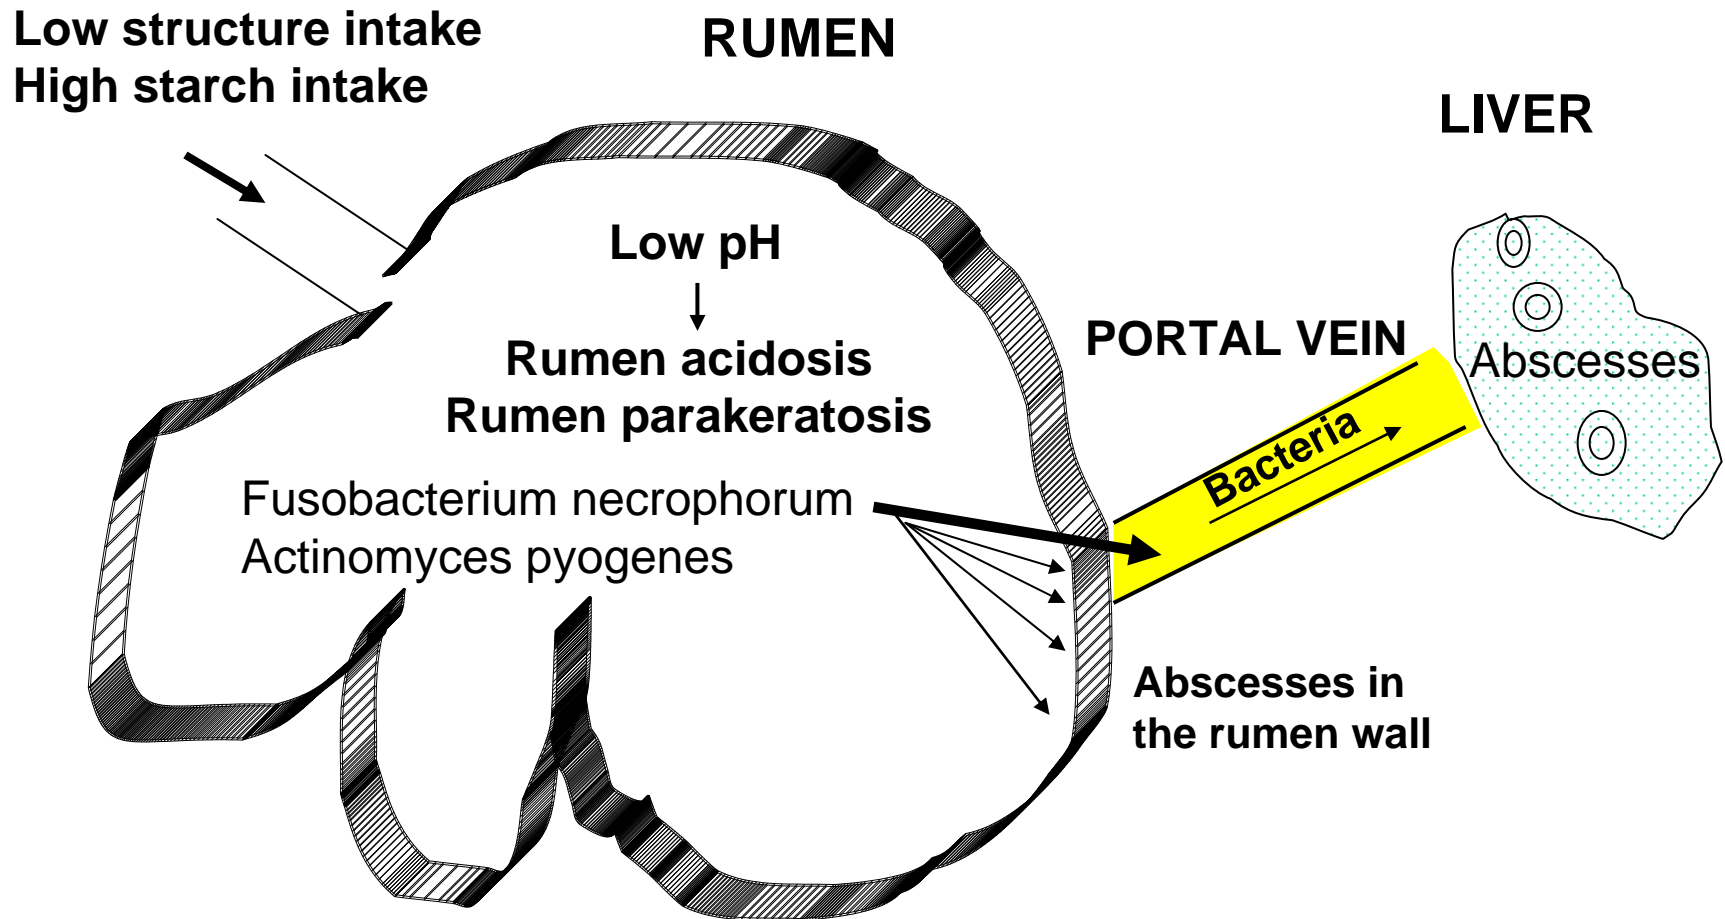 Low structure intake
High starch intake
RUMEN
LIVER
Low pH
Rumen acidosis
Rumen parakeratosis
PORTAL VEIN
Abscesses
Bacteria
Fusobacterium necrophorum
Actinomyces pyogenes
Abscesses in
the rumen wall